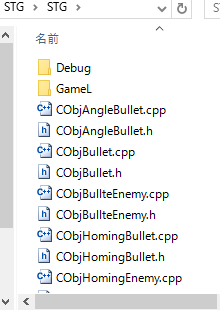 STG > STG
ST
名前
Debug
GameL
CObjAngleBullet.cpp
CObjAngleBullet.h
CObjBullet.cpp
CObjBullteEnemy.cpp
CObjBullteEnemy.h
CObjHomingBullet.cpp
CObjBullet.h
CObjHomingEnemy.cpp